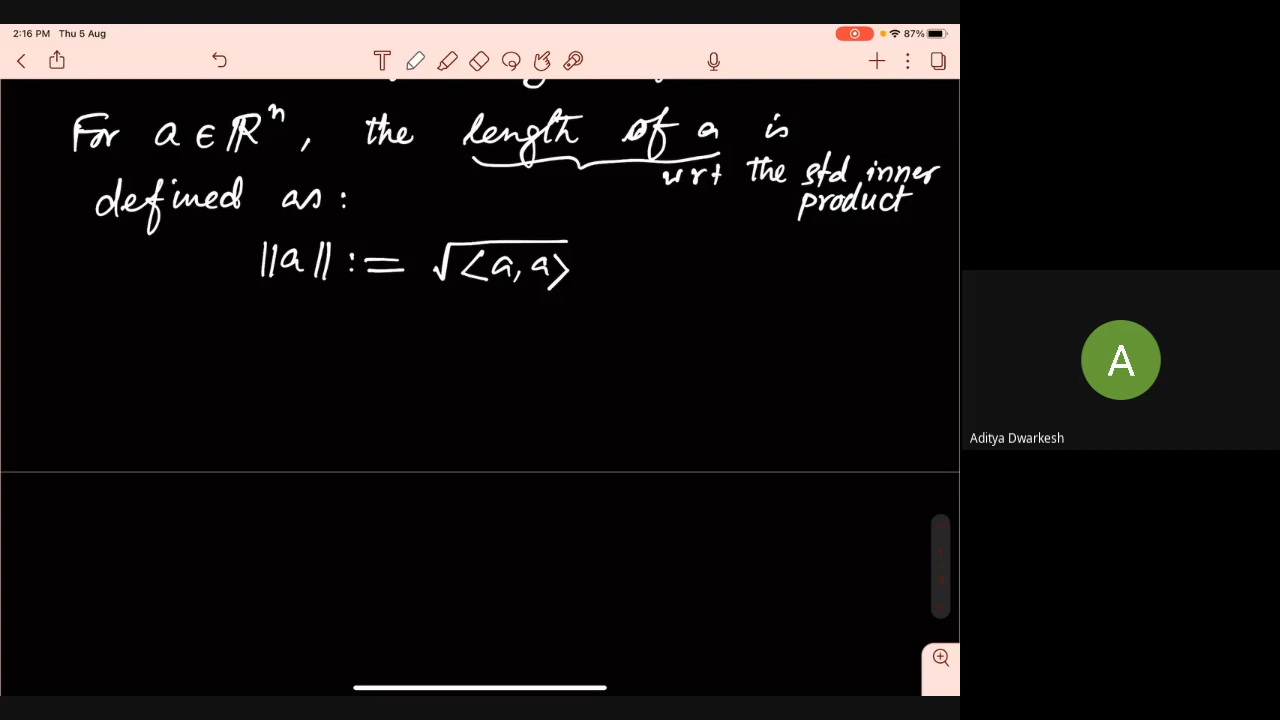 2:16 PM Thu 5 Aug
87%
T
For a ∈ ℝⁿ, the length of a is
wrt the std inner
defined as:
product
||a|| := √⟨a, a⟩
A
Aditya Dwarkesh